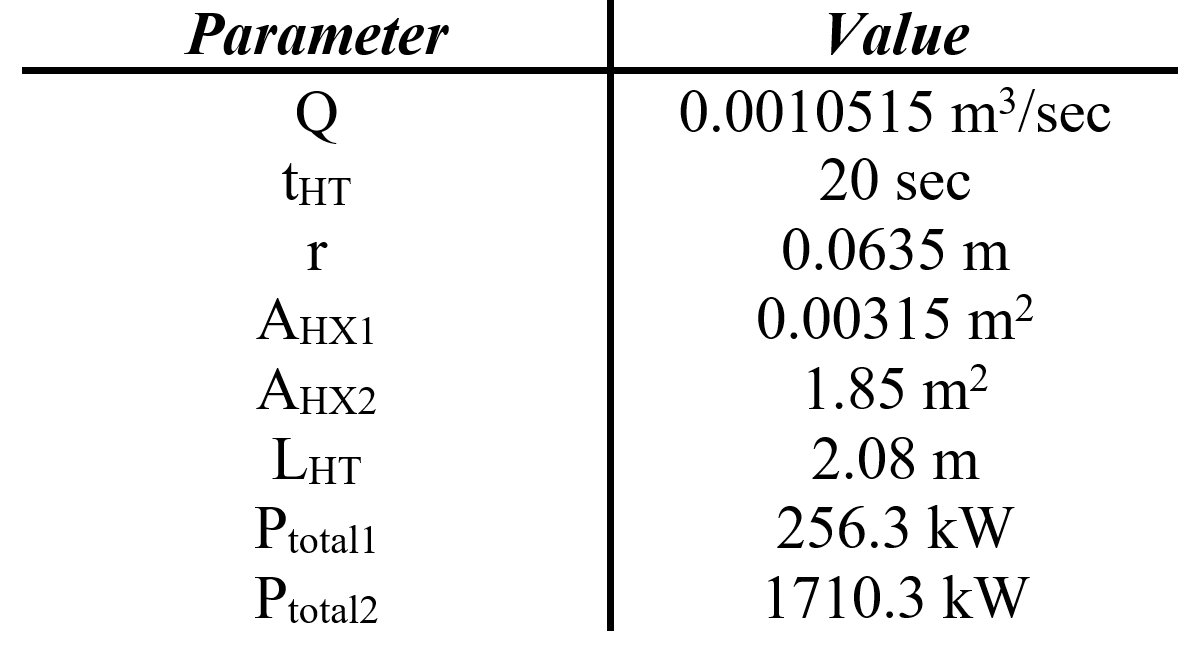 Parameter Value
Q 0.0010515 m³/sec
tHT 20 sec
r 0.0635 m
AHX1 0.00315 m²
AHX2 1.85 m²
LHT 2.08 m
Ptotal1 256.3 kW
Ptotal2 1710.3 kW